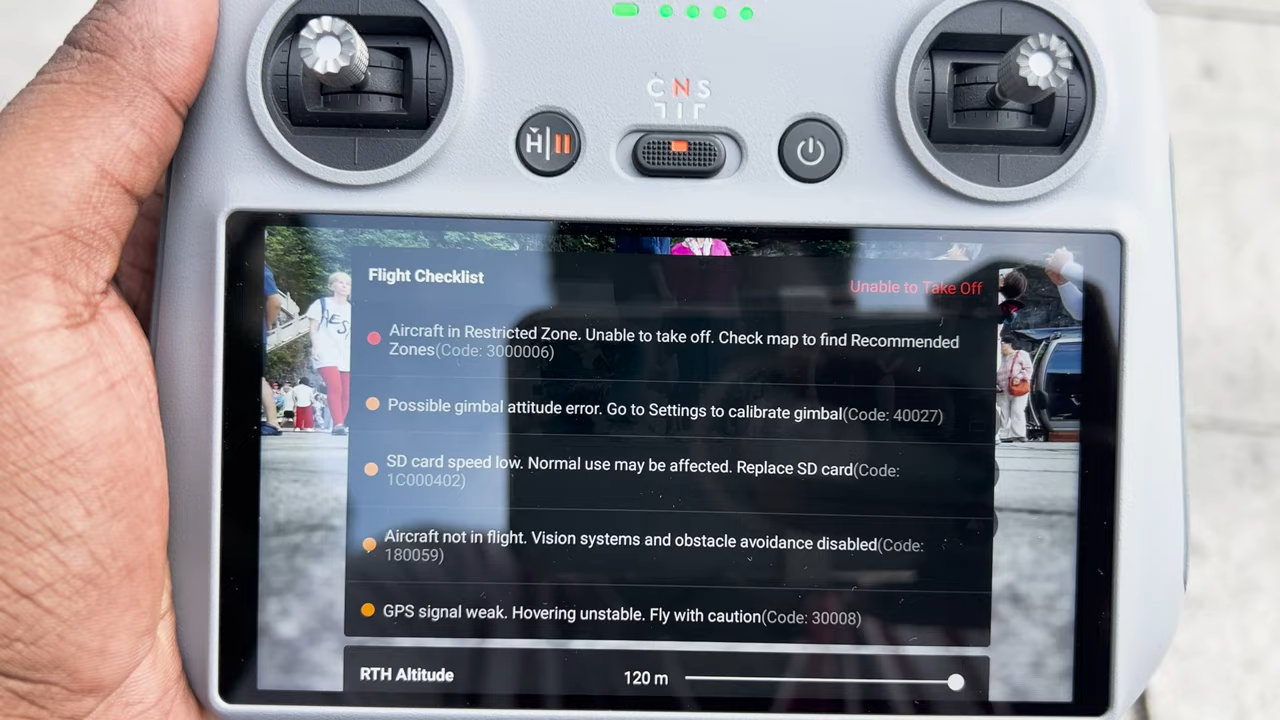 C N S
H
Flight Checklist
Unable to Take Off
Aircraft in Restricted Zone. Unable to take off. Check map to find Recommended
Zones(Code: 3000006)
Possible gimbal attitude error. Go to Settings to calibrate gimbal(Code: 40027)
SD card speed low. Normal use may be affected. Replace SD card(Code:
1C000402)
Aircraft not in flight. Vision systems and obstacle avoidance disabled(Code:
180059)
GPS signal weak. Hovering unstable. Fly with caution(Code: 30008)
RTH Altitude
120 m